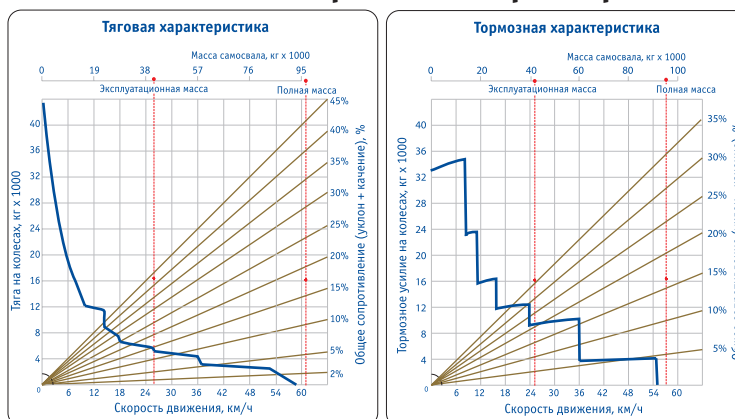 Тяговая характеристика
Масса самосвала, кг x 1000
0 19 38 57 76 95
Эксплуатационная масса
Полная масса
45%
40%
35%
30%
25%
20%
15%
10%
5%
2%
Общее сопротивление (уклон + качение), %
Тяга на колесах, кг x 1000
40
36
32
28
24
20
16
12
8
4
0
0
6 12 18 24 30 36 42 48 54 60
Скорость движения, км/ч
Тормозная характеристика
Масса самосвала, кг x 1000
0 20 40 60 80 100
Эксплуатационная масса
Полная масса
35%
30%
25%
20%
15%
10%
5%
Тормозное усилие на колесах, кг x 1000
40
36
32
28
24
20
16
12
8
4
0
0
6 12 18 24 30 36 42 48 54 60
Скорость движения, км/ч